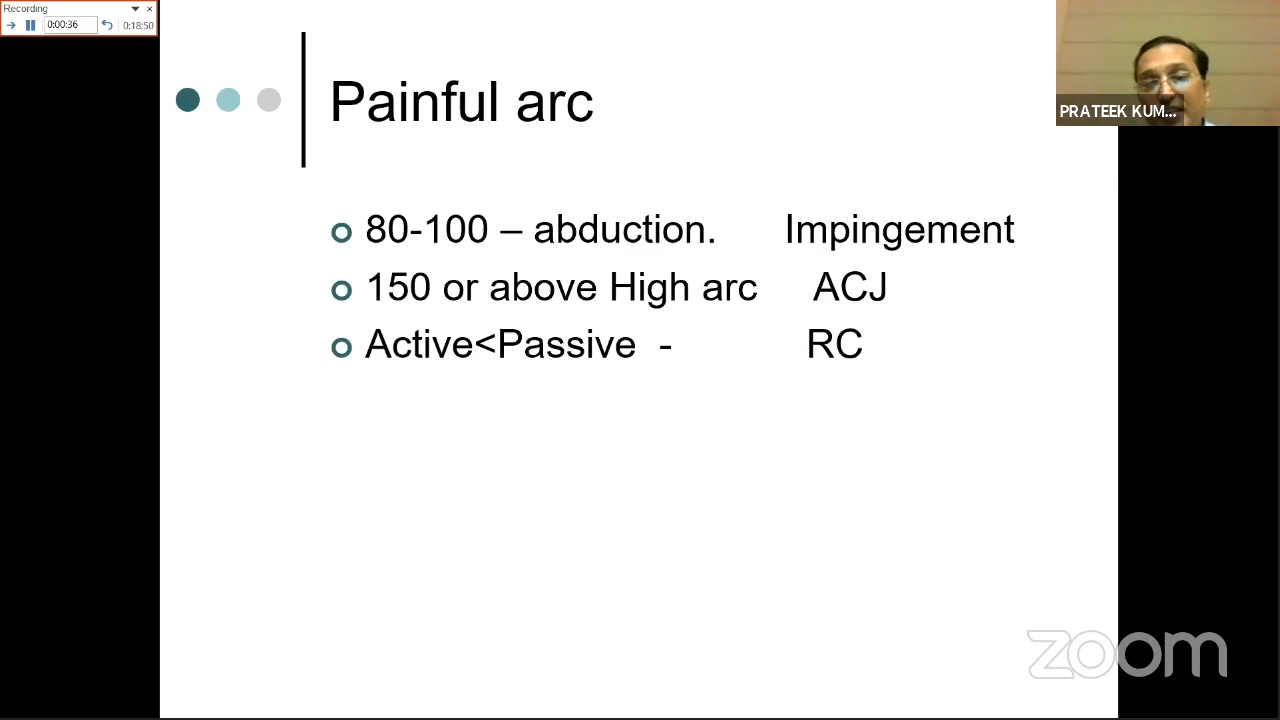 Recording
0:00:36
0:18:50
Painful arc
PRATEEK KUM...
80-100 – abduction. Impingement
150 or above High arc ACJ
Active<Passive - RC
zoom